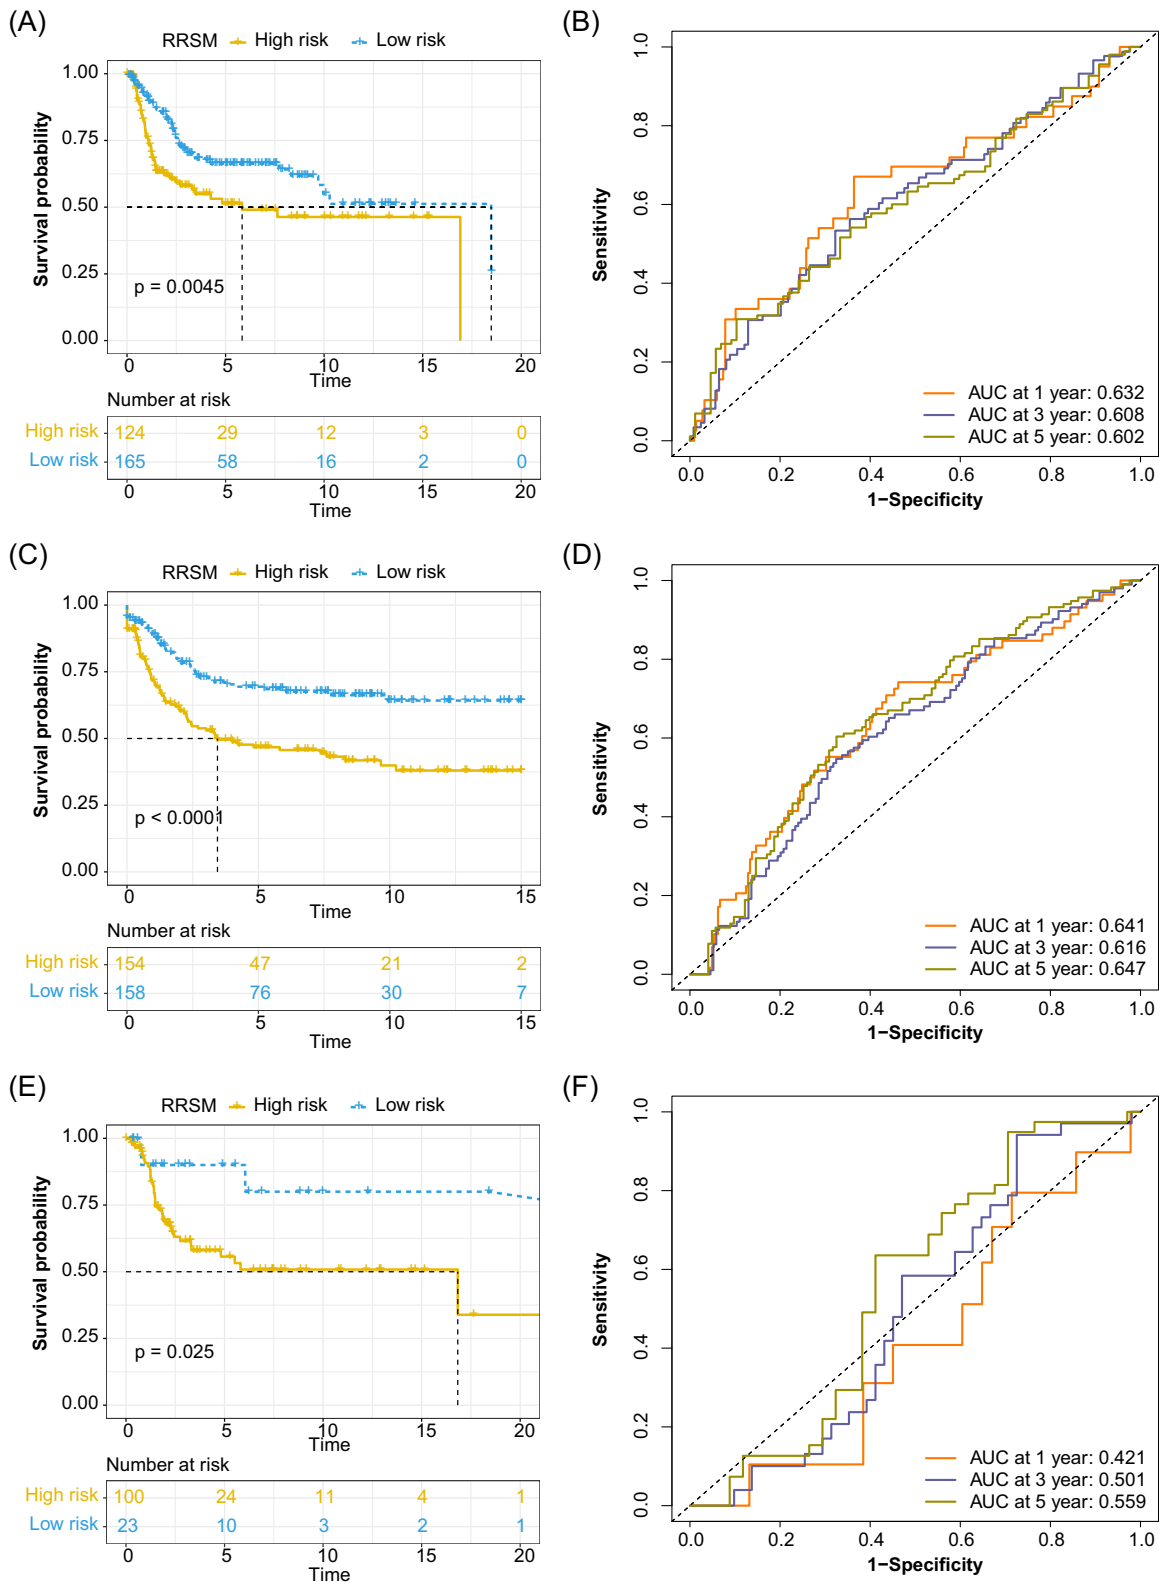 (A)
RRSM High risk Low risk
Survival probability
1.00
0.75
0.50
0.25
0.00
p = 0.0045
0 5 10 15 20
Time
Number at risk
High risk 124 29 12 3 0
Low risk 165 58 16 2 0
0 5 10 15 20
Time
(B)
Sensitivity
1.0
0.8
0.6
0.4
0.2
0.0
AUC at 1 year: 0.632
AUC at 3 year: 0.608
AUC at 5 year: 0.602
0.0 0.2 0.4 0.6 0.8 1.0
1−Specificity
(C)
RRSM High risk Low risk
Survival probability
1.00
0.75
0.50
0.25
0.00
p < 0.0001
0 5 10 15
Time
Number at risk
High risk 154 47 21 2
Low risk 158 76 30 7
0 5 10 15
Time
(D)
Sensitivity
1.0
0.8
0.6
0.4
0.2
0.0
AUC at 1 year: 0.641
AUC at 3 year: 0.616
AUC at 5 year: 0.647
0.0 0.2 0.4 0.6 0.8 1.0
1−Specificity
(E)
RRSM High risk Low risk
Survival probability
1.00
0.75
0.50
0.25
0.00
p = 0.025
0 5 10 15 20
Time
Number at risk
High risk 100 24 11 4 1
Low risk 23 10 3 2 1
0 5 10 15 20
Time
(F)
Sensitivity
1.0
0.8
0.6
0.4
0.2
0.0
AUC at 1 year: 0.421
AUC at 3 year: 0.501
AUC at 5 year: 0.559
0.0 0.2 0.4 0.6 0.8 1.0
1−Specificity